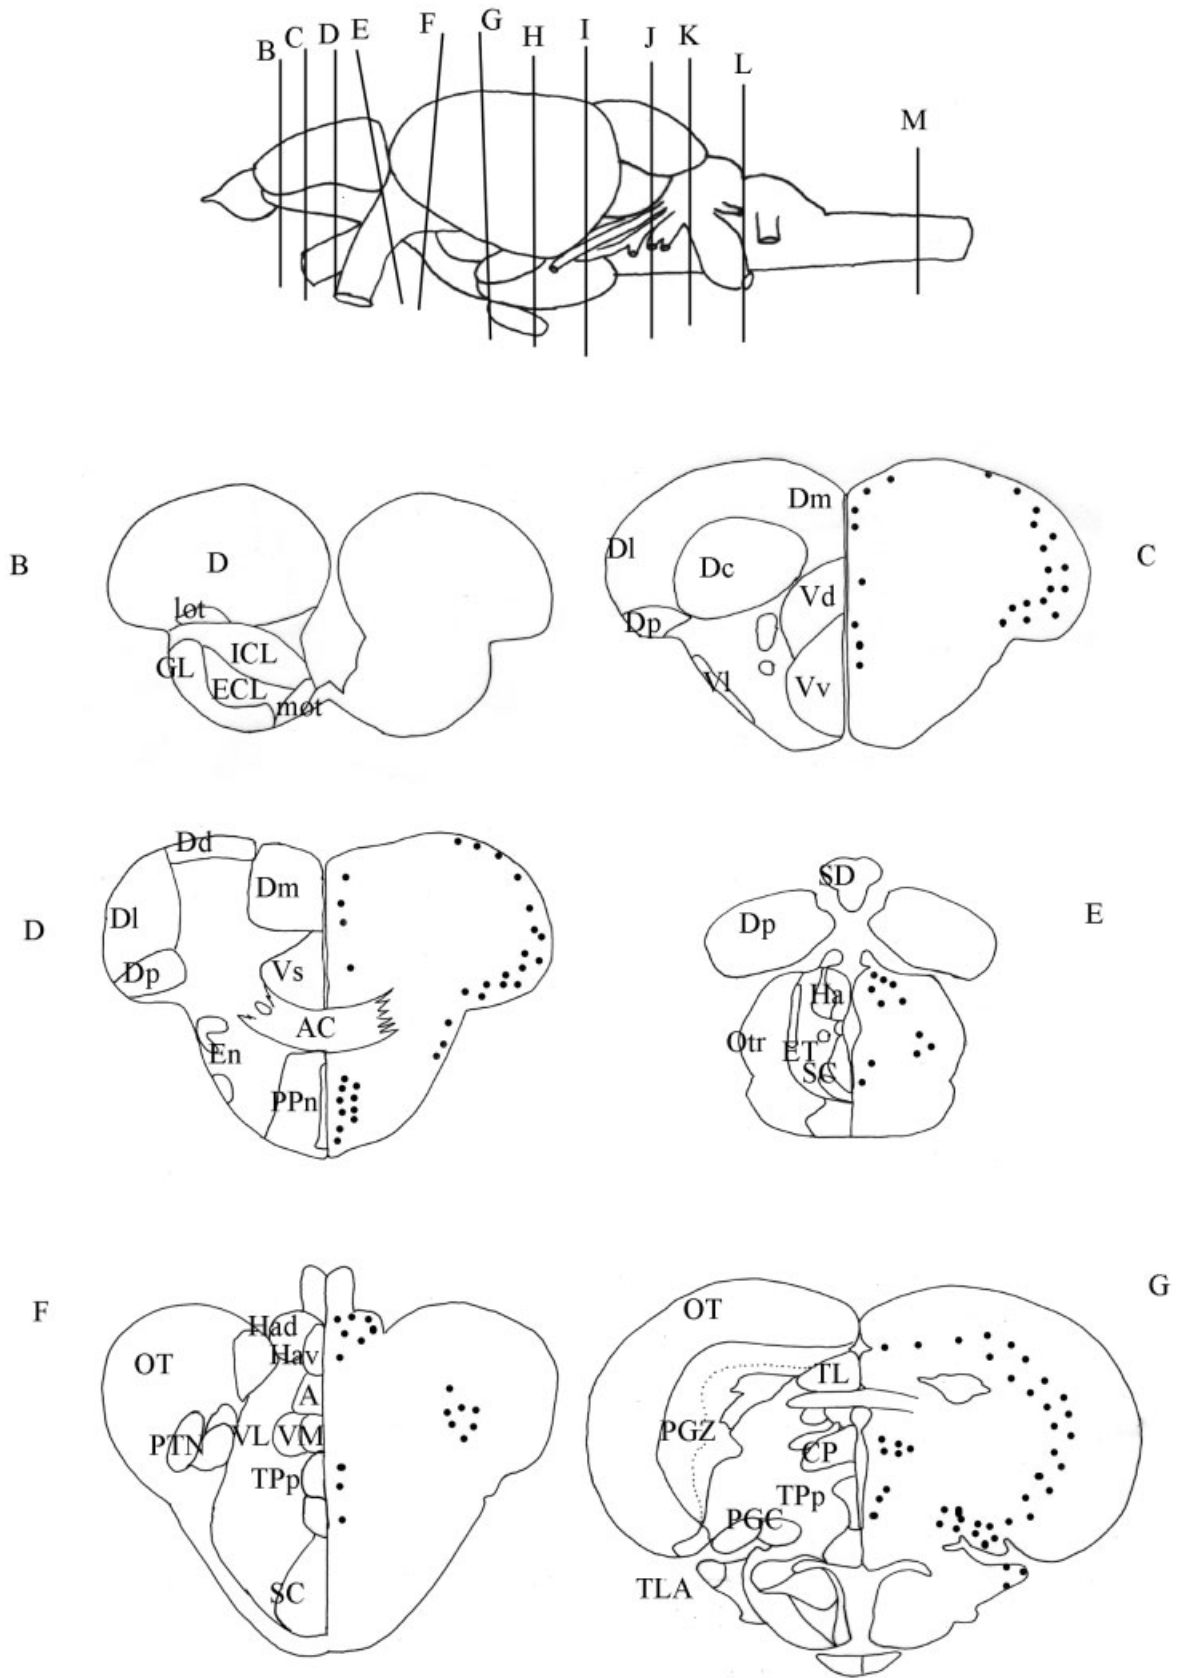 B C D E F G H I J K L M
B
D
lot
ICL
GL
ECL
mot
C
Dm
Dl
Dc
Vd
Dp
Vl
Vv
D
Dd
Dm
Dl
Dp
Vs
AC
En
PPn
E
SD
Dp
Ha
Otr
ET
SC
F
Had
OT
Hav
A
PTN
VL
VM
TPp
SC
G
OT
TL
PGZ
CP
TPp
PGC
TLA